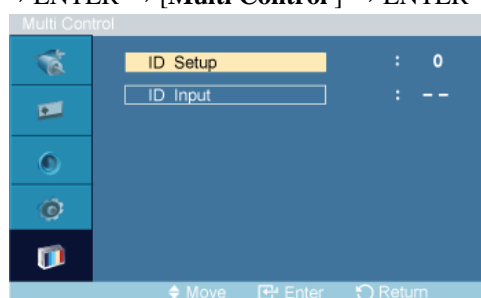 → ENTER → [Multi Control ] → ENTER
Multi Control
ID Setup : 0
ID Input : --
Move Enter Return